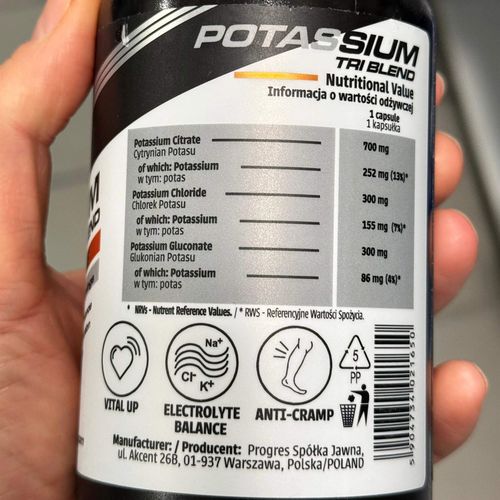 POTASSIUM
TRI BLEND
Nutritional Value
Informacja o wartości odżywczej
1 capsule
1 kapsułka
Potassium Citrate 700 mg
Cytrynian Potasu
of which: Potassium 252 mg (13%)*
w tym: potas
Potassium Chloride 300 mg
Chlorek Potasu
of which: Potassium 155 mg (7%)*
w tym: potas
Potassium Gluconate 300 mg
Glukonian Potasu
of which: Potassium 86 mg (4%)*
w tym: potas
* NRVs - Nutrent Reference Values. / * RWS - Referencyjne Wartości Spożycia.
Na+
Cl-
K+
5
PP
VITAL UP
ELECTROLYTE
BALANCE
ANTI-CRAMP
5904734021650
Manufacturer: / Producent: Progres Spółka Jawna,
ul. Akcent 26B, 01-937 Warszawa, Polska/POLAND